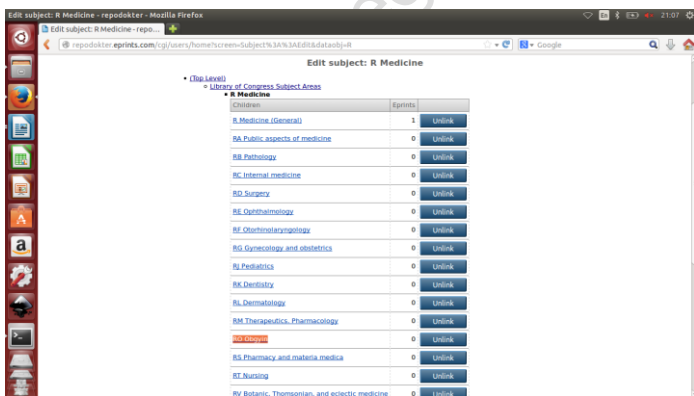 Edit subject: R Medicine - repodokter - Mozilla Firefox
En
21:07
Edit subject: R Medicine - repo...
repodokter.eprints.com/cgi/users/home?screen=Subject%3A%3AEdit&dataobj=R
Google
Edit subject: R Medicine
(Top Level)
Library of Congress Subject Areas
R Medicine
Children Eprints
R Medicine (General) 1 Unlink
RA Public aspects of medicine 0 Unlink
RB Pathology 0 Unlink
RC Internal medicine 0 Unlink
RD Surgery 0 Unlink
RE Ophthalmology 0 Unlink
RF Otorhinolaryngology 0 Unlink
RG Gynecology and obstetrics 0 Unlink
RJ Pediatrics 0 Unlink
RK Dentistry 0 Unlink
RL Dermatology 0 Unlink
RM Therapeutics. Pharmacology 0 Unlink
RO Obgyin 0 Unlink
RS Pharmacy and materia medica 0 Unlink
RT Nursing 0 Unlink
RV Botanic, Thomsonian, and eclectic medicine 0 Unlink